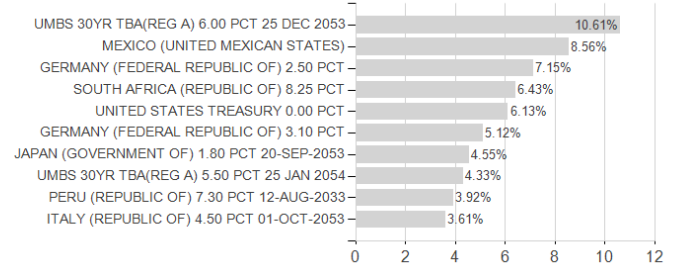 UMBS 30YR TBA(REG A) 6.00 PCT 25 DEC 2053 10.61%
MEXICO (UNITED MEXICAN STATES) 8.56%
GERMANY (FEDERAL REPUBLIC OF) 2.50 PCT 7.15%
SOUTH AFRICA (REPUBLIC OF) 8.25 PCT 6.43%
UNITED STATES TREASURY 0.00 PCT 6.13%
GERMANY (FEDERAL REPUBLIC OF) 3.10 PCT 5.12%
JAPAN (GOVERNMENT OF) 1.80 PCT 20-SEP-2053 4.55%
UMBS 30YR TBA(REG A) 5.50 PCT 25 JAN 2054 4.33%
PERU (REPUBLIC OF) 7.30 PCT 12-AUG-2033 3.92%
ITALY (REPUBLIC OF) 4.50 PCT 01-OCT-2053 3.61%
0 2 4 6 8 10 12